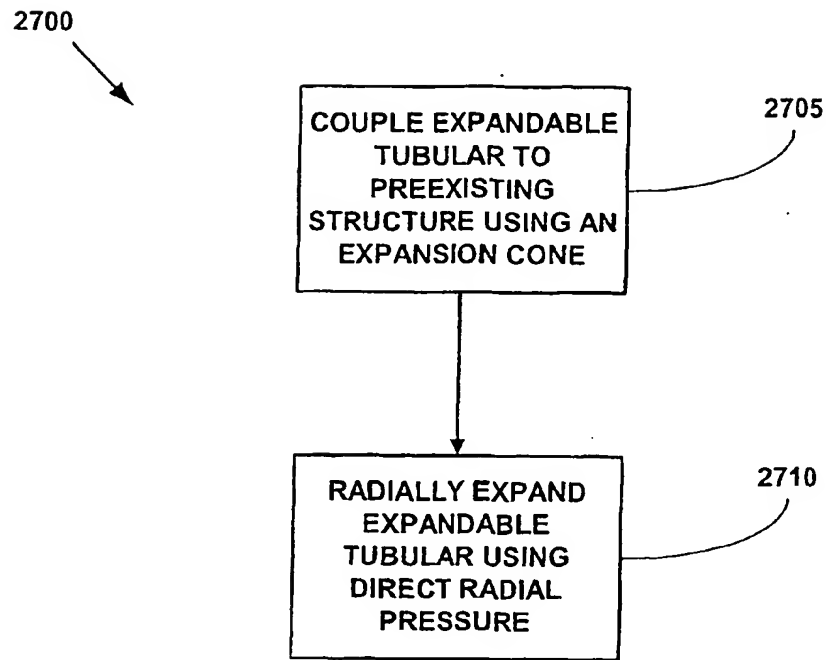 2700
COUPLE EXPANDABLE
TUBULAR TO
PREEXISTING
STRUCTURE USING AN
EXPANSION CONE
2705
RADIALLY EXPAND
EXPANDABLE
TUBULAR USING
DIRECT RADIAL
PRESSURE
2710